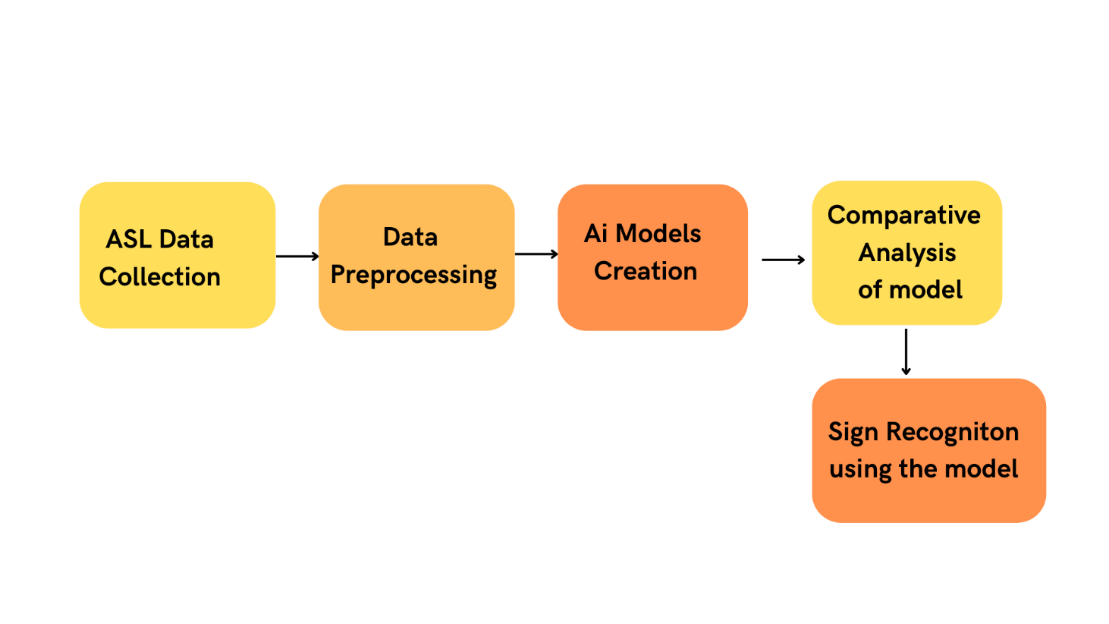 ASL Data
Collection
Data
Preprocessing
Ai Models
Creation
Comparative
Analysis
of model
Sign Recogniton
using the model